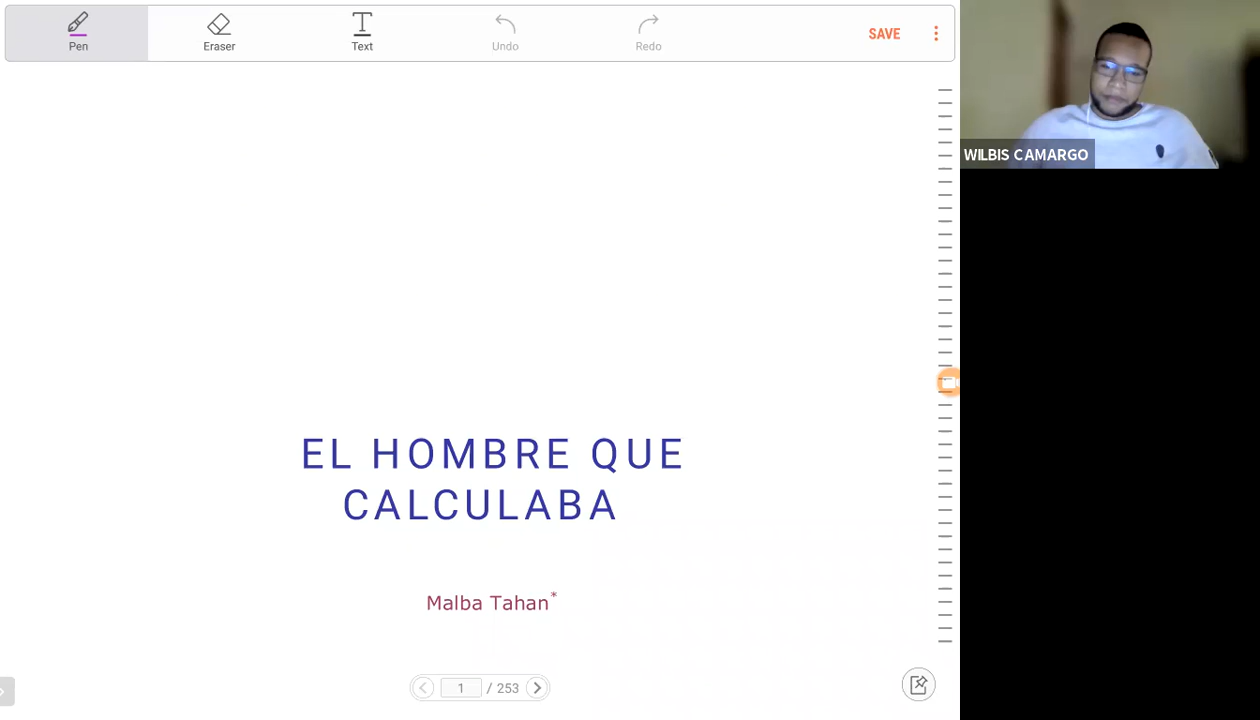 Pen
Eraser
Text
Undo
Redo
SAVE
WILBIS CAMARGO
EL HOMBRE QUE
CALCULABA
Malba Tahan*
1 / 253